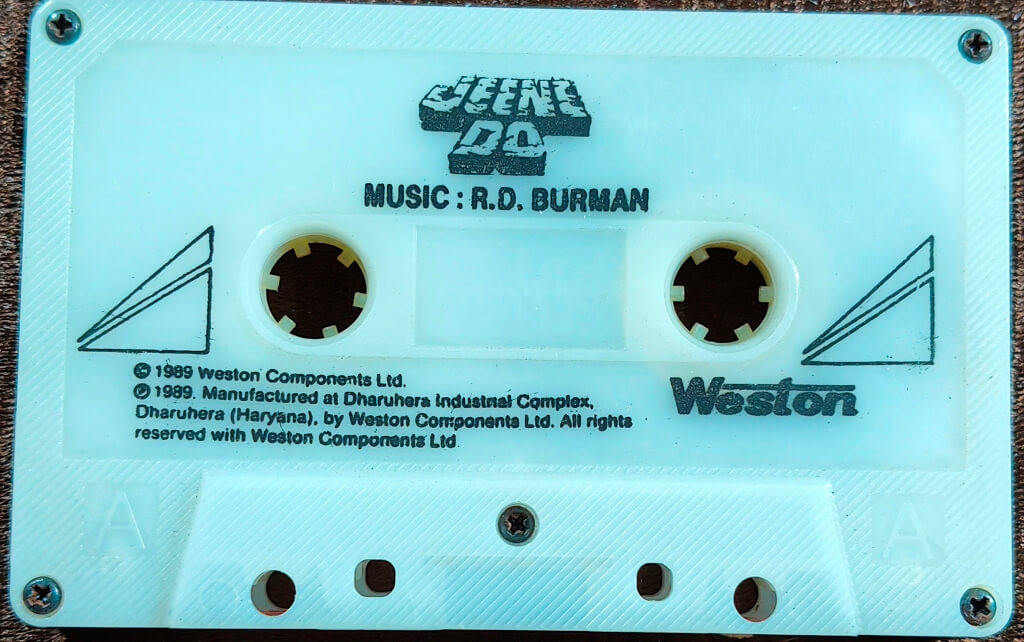 JEENE
DO
MUSIC : R.D. BURMAN
© 1989 Weston Components Ltd.
℗ 1989. Manufactured at Dharuhera Industrial Complex,
Dharuhera (Haryana), by Weston Components Ltd. All rights
reserved with Weston Components Ltd
Weston
A A